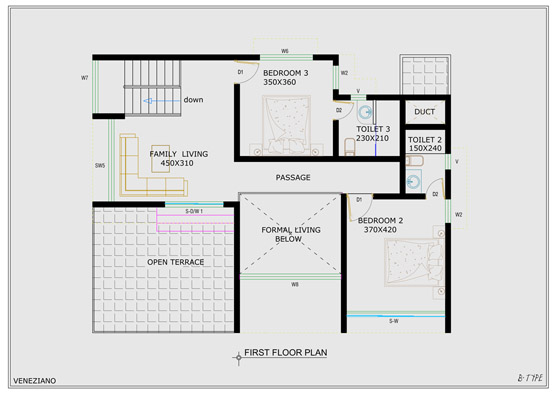 W6
W7
D1
BEDROOM 3
350X360
W2
V
down
D2
DUCT
TOILET 3
230X210
TOILET 2
150X240
FAMILY LIVING
450X310
SW5
V
PASSAGE
D2
D1
S-D/W 1
W2
BEDROOM 2
370X420
FORMAL LIVING
BELOW
OPEN TERRACE
W8
S-W
FIRST FLOOR PLAN
VENEZIANO
B-TYPE